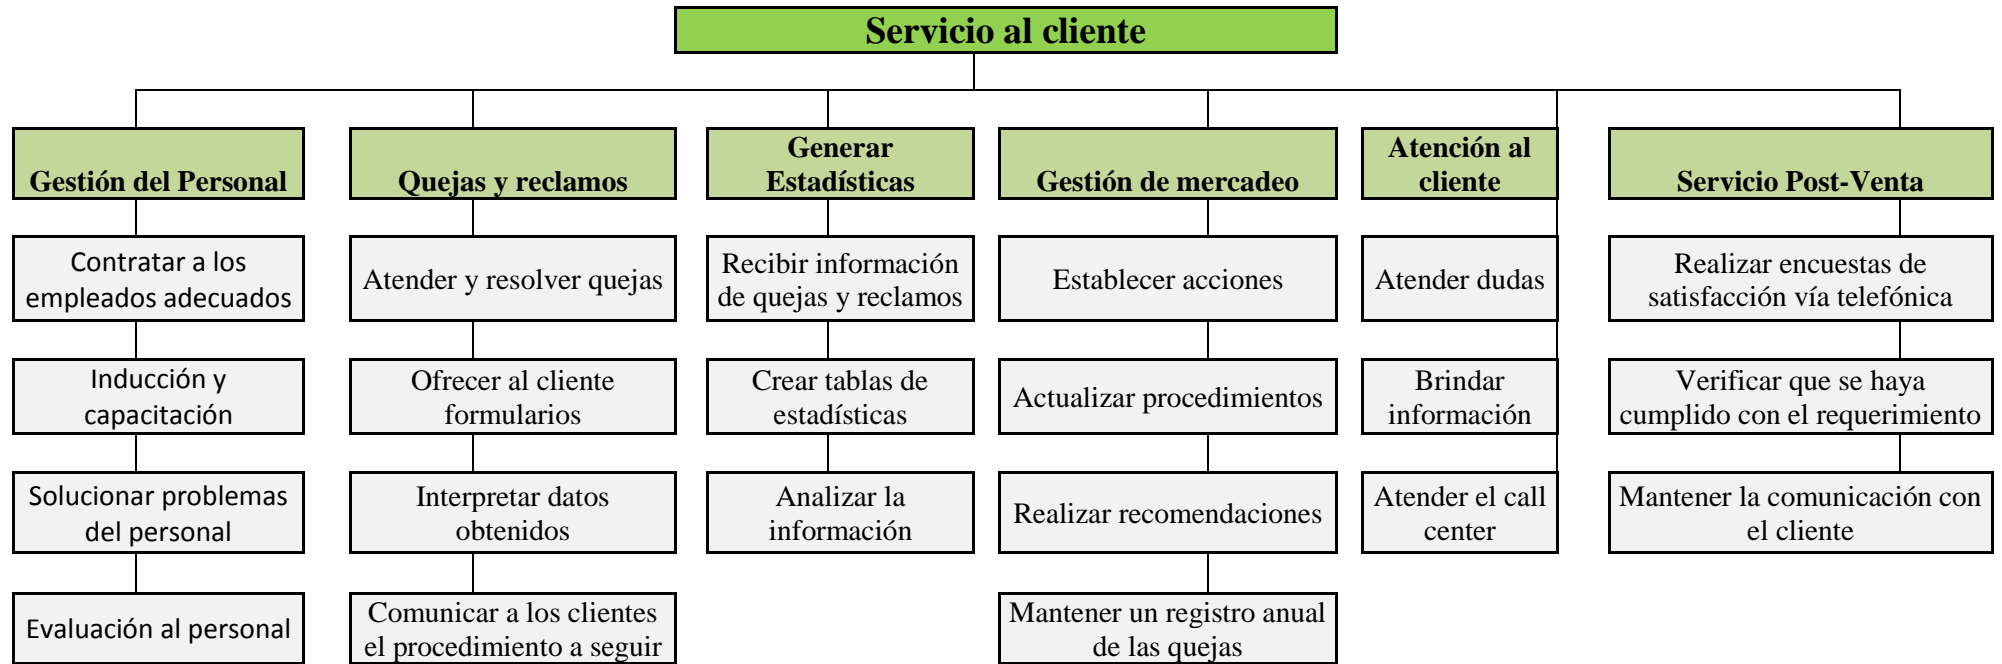 Servicio al cliente
Gestión del Personal
Contratar a los
empleados adecuados
Inducción y
capacitación
Solucionar problemas
del personal
Evaluación al personal
Quejas y reclamos
Atender y resolver quejas
Ofrecer al cliente
formularios
Interpretar datos
obtenidos
Comunicar a los clientes
el procedimiento a seguir
Generar
Estadísticas
Recibir información
de quejas y reclamos
Crear tablas de
estadísticas
Analizar la
información
Gestión de mercadeo
Establecer acciones
Actualizar procedimientos
Realizar recomendaciones
Mantener un registro anual
de las quejas
Atención al
cliente
Atender dudas
Brindar
información
Atender el call
center
Servicio Post-Venta
Realizar encuestas de
satisfacción vía telefónica
Verificar que se haya
cumplido con el requerimiento
Mantener la comunicación con
el cliente